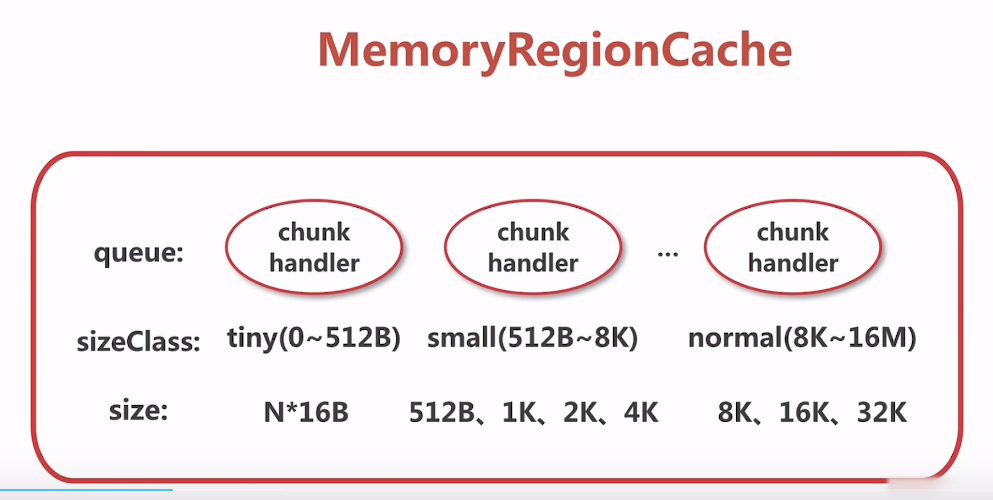 MemoryRegionCache
queue:
chunk
handler
chunk
handler
...
chunk
handler
sizeClass: tiny(0~512B) small(512B~8K) normal(8K~16M)
size: N*16B 512B、1K、2K、4K 8K、16K、32K